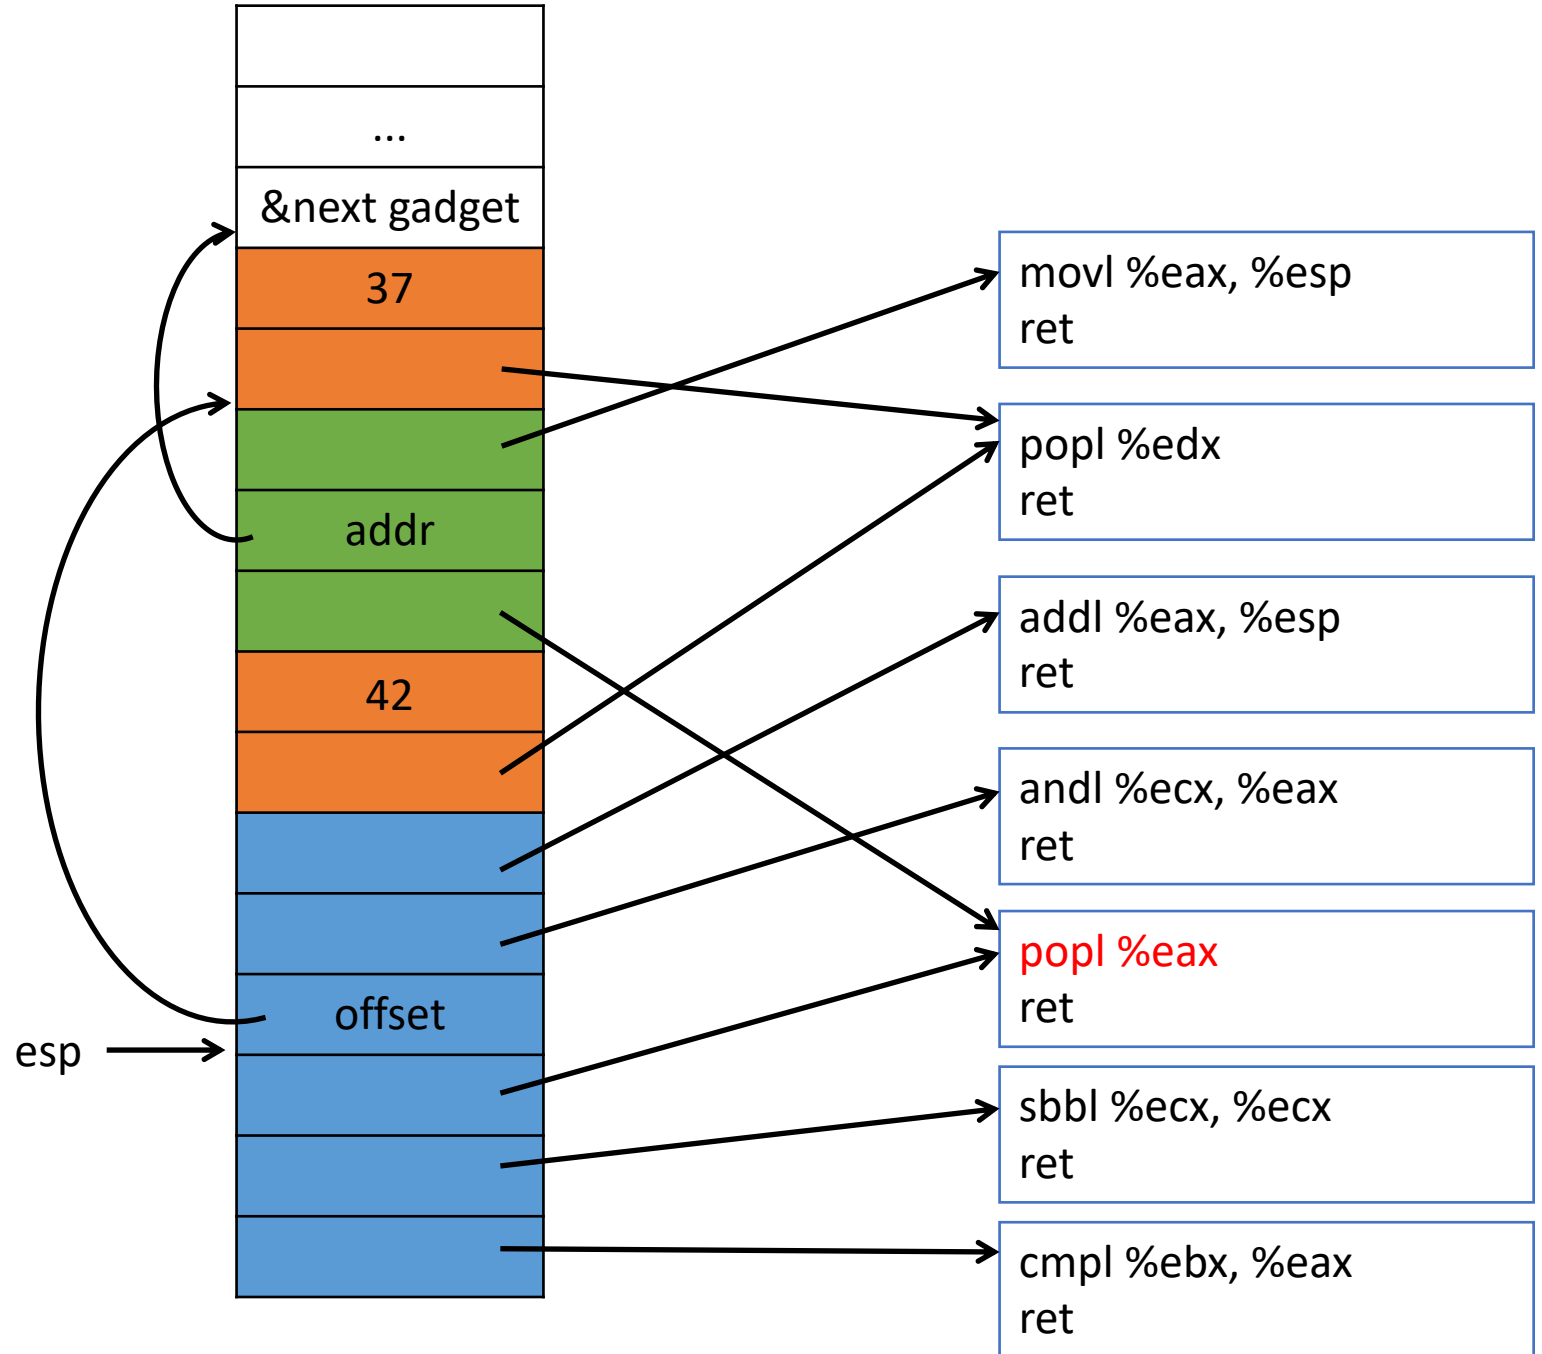 ...
&next gadget
37
addr
42
offset
esp
movl %eax, %esp
ret
popl %edx
ret
addl %eax, %esp
ret
andl %ecx, %eax
ret
popl %eax
ret
sbbl %ecx, %ecx
ret
cmpl %ebx, %eax
ret